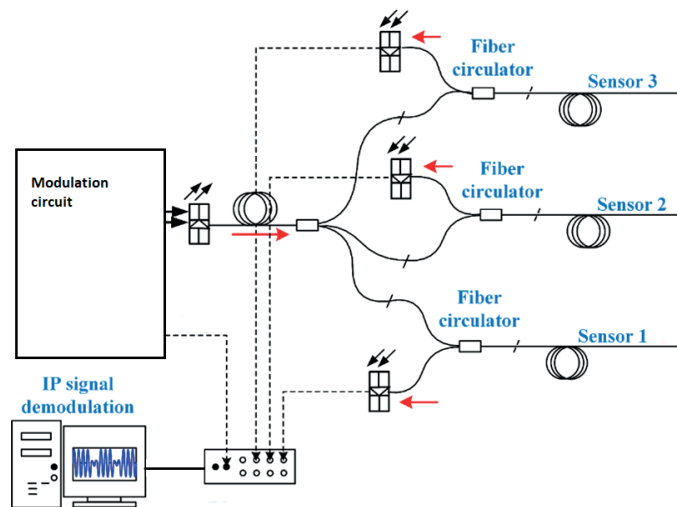 Fiber
circulator
Sensor 3
Modulation
circuit
Fiber
circulator
Sensor 2
Fiber
circulator
Sensor 1
IP signal
demodulation